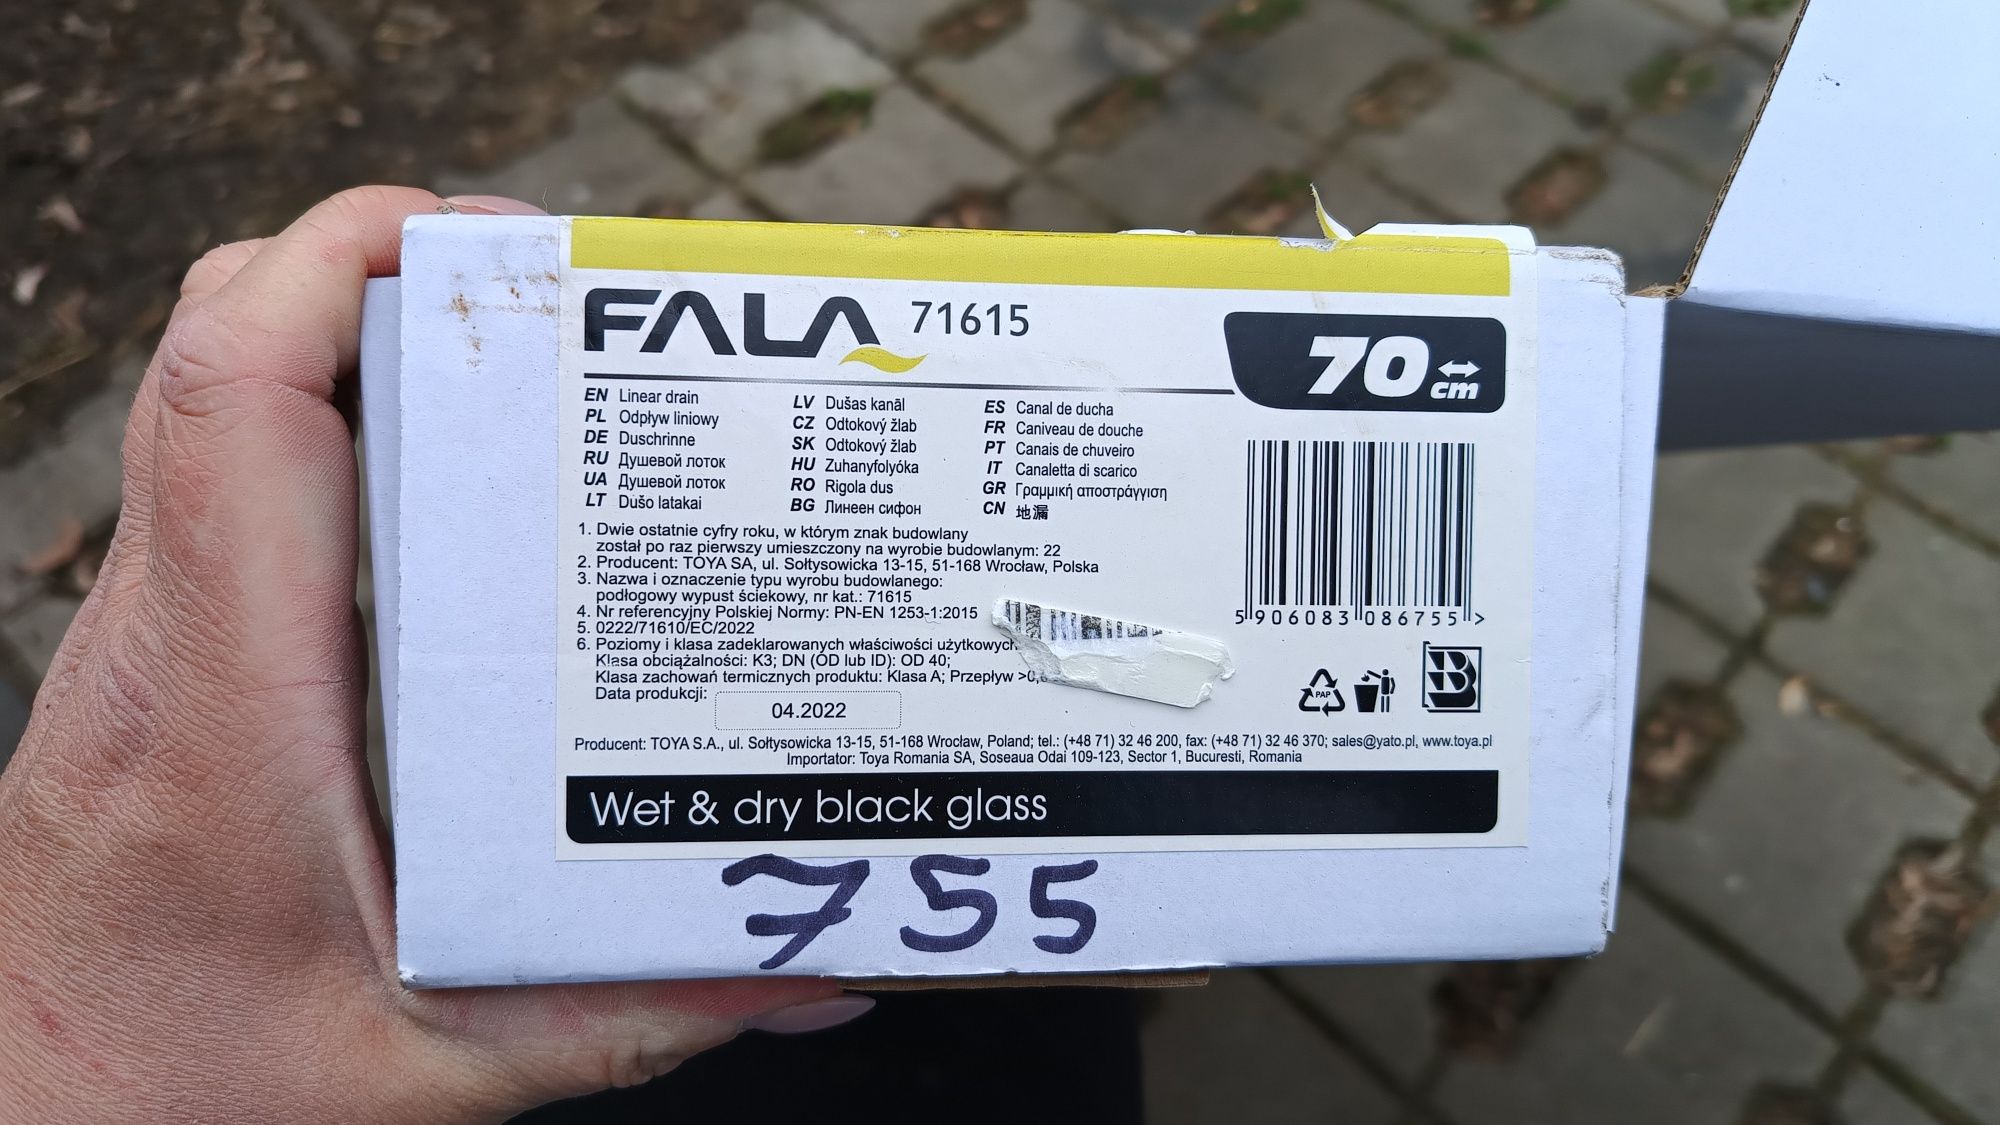 FALA 71615
70 cm
EN Linear drain
PL Odpływ liniowy
DE Duschrinne
RU Душевой лоток
UA Душевой лоток
LT Dušo latakai
LV Dušas kanāl
CZ Odtokový žlab
SK Odtokový žlab
HU Zuhanyfolyóka
RO Rigola dus
BG Линеен сифон
ES Canal de ducha
FR Caniveau de douche
PT Canais de chuveiro
IT Canaletta di scarico
GR Γραμμική αποστράγγιση
CN 地漏
1. Dwie ostatnie cyfry roku, w którym znak budowlany
został po raz pierwszy umieszczony na wyrobie budowlanym: 22
2. Producent: TOYA SA, ul. Sołtysowicka 13-15, 51-168 Wrocław, Polska
3. Nazwa i oznaczenie typu wyrobu budowlanego:
podłogowy wypust ściekowy, nr kat.: 71615
4. Nr referencyjny Polskiej Normy: PN-EN 1253-1:2015
5. 0222/71610/EC/2022
6. Poziomy i klasa zadeklarowanych właściwości użytkowych
Klasa obciążalności: K3; DN (OD lub ID): OD 40;
Klasa zachowań termicznych produktu: Klasa A; Przepływ >0,
Data produkcji:
04.2022
5 906083 086755 >
PAP
B
Producent: TOYA S.A., ul. Sołtysowicka 13-15, 51-168 Wrocław, Poland; tel.: (+48 71) 32 46 200, fax: (+48 71) 32 46 370; sales@yato.pl, www.toya.pl
Importator: Toya Romania SA, Soseaua Odai 109-123, Sector 1, Bucuresti, Romania
Wet & dry black glass
755